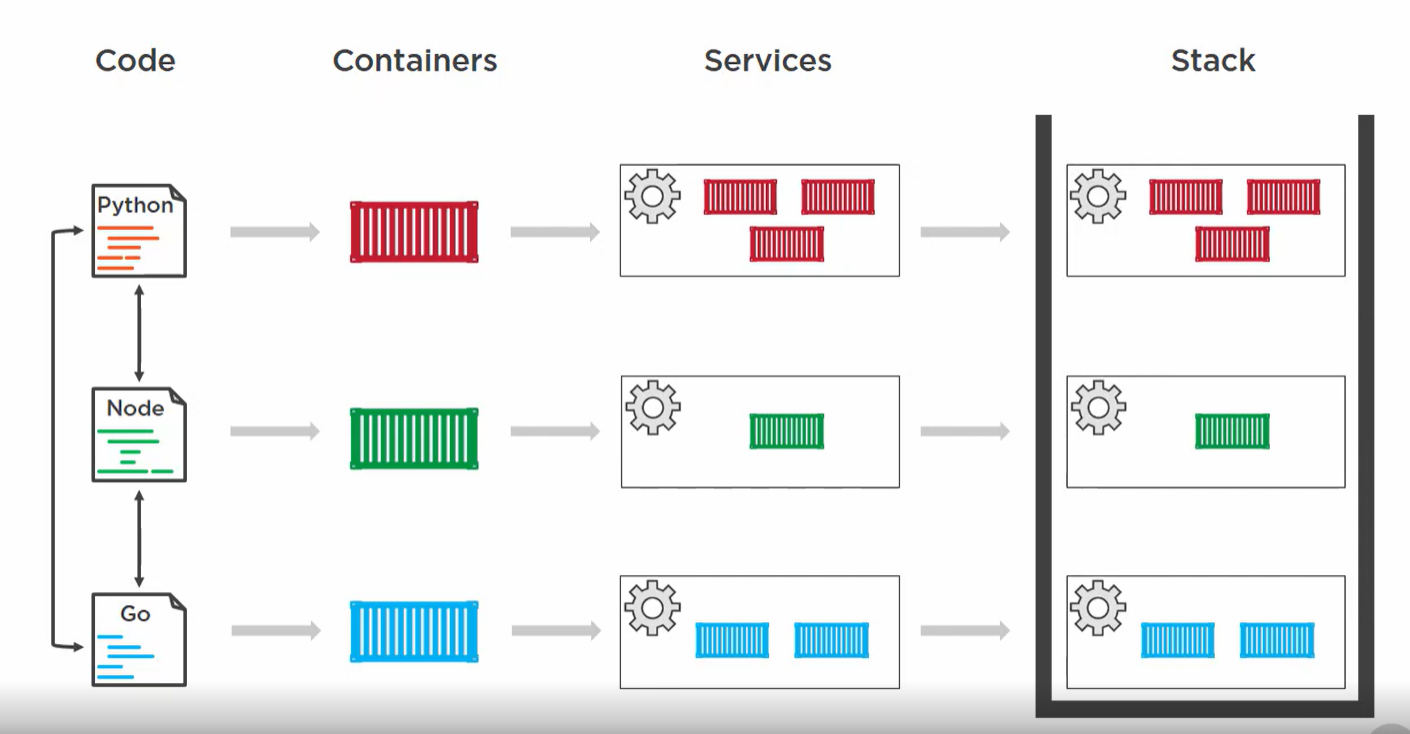 Code
Containers
Services
Stack
Python
Node
Go